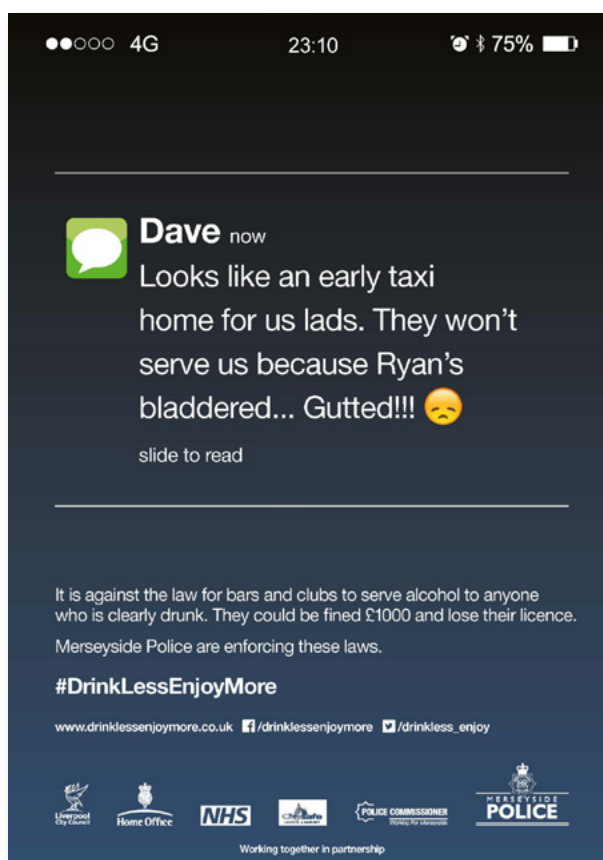 4G 23:10 75%
Dave now
Looks like an early taxi
home for us lads. They won't
serve us because Ryan's
bladdered... Gutted!!! 😞
slide to read
It is against the law for bars and clubs to serve alcohol to anyone
who is clearly drunk. They could be fined £1000 and lose their licence.
Merseyside Police are enforcing these laws.
#DrinkLessEnjoyMore
www.drinklessenjoymore.co.uk /drinklessenjoymore /drinkless_enjoy
Liverpool
City Council
Home Office
NHS
CitySafe
POLICE COMMISSIONER
Working For Merseyside
MERSEYSIDE
POLICE
Working together in partnership